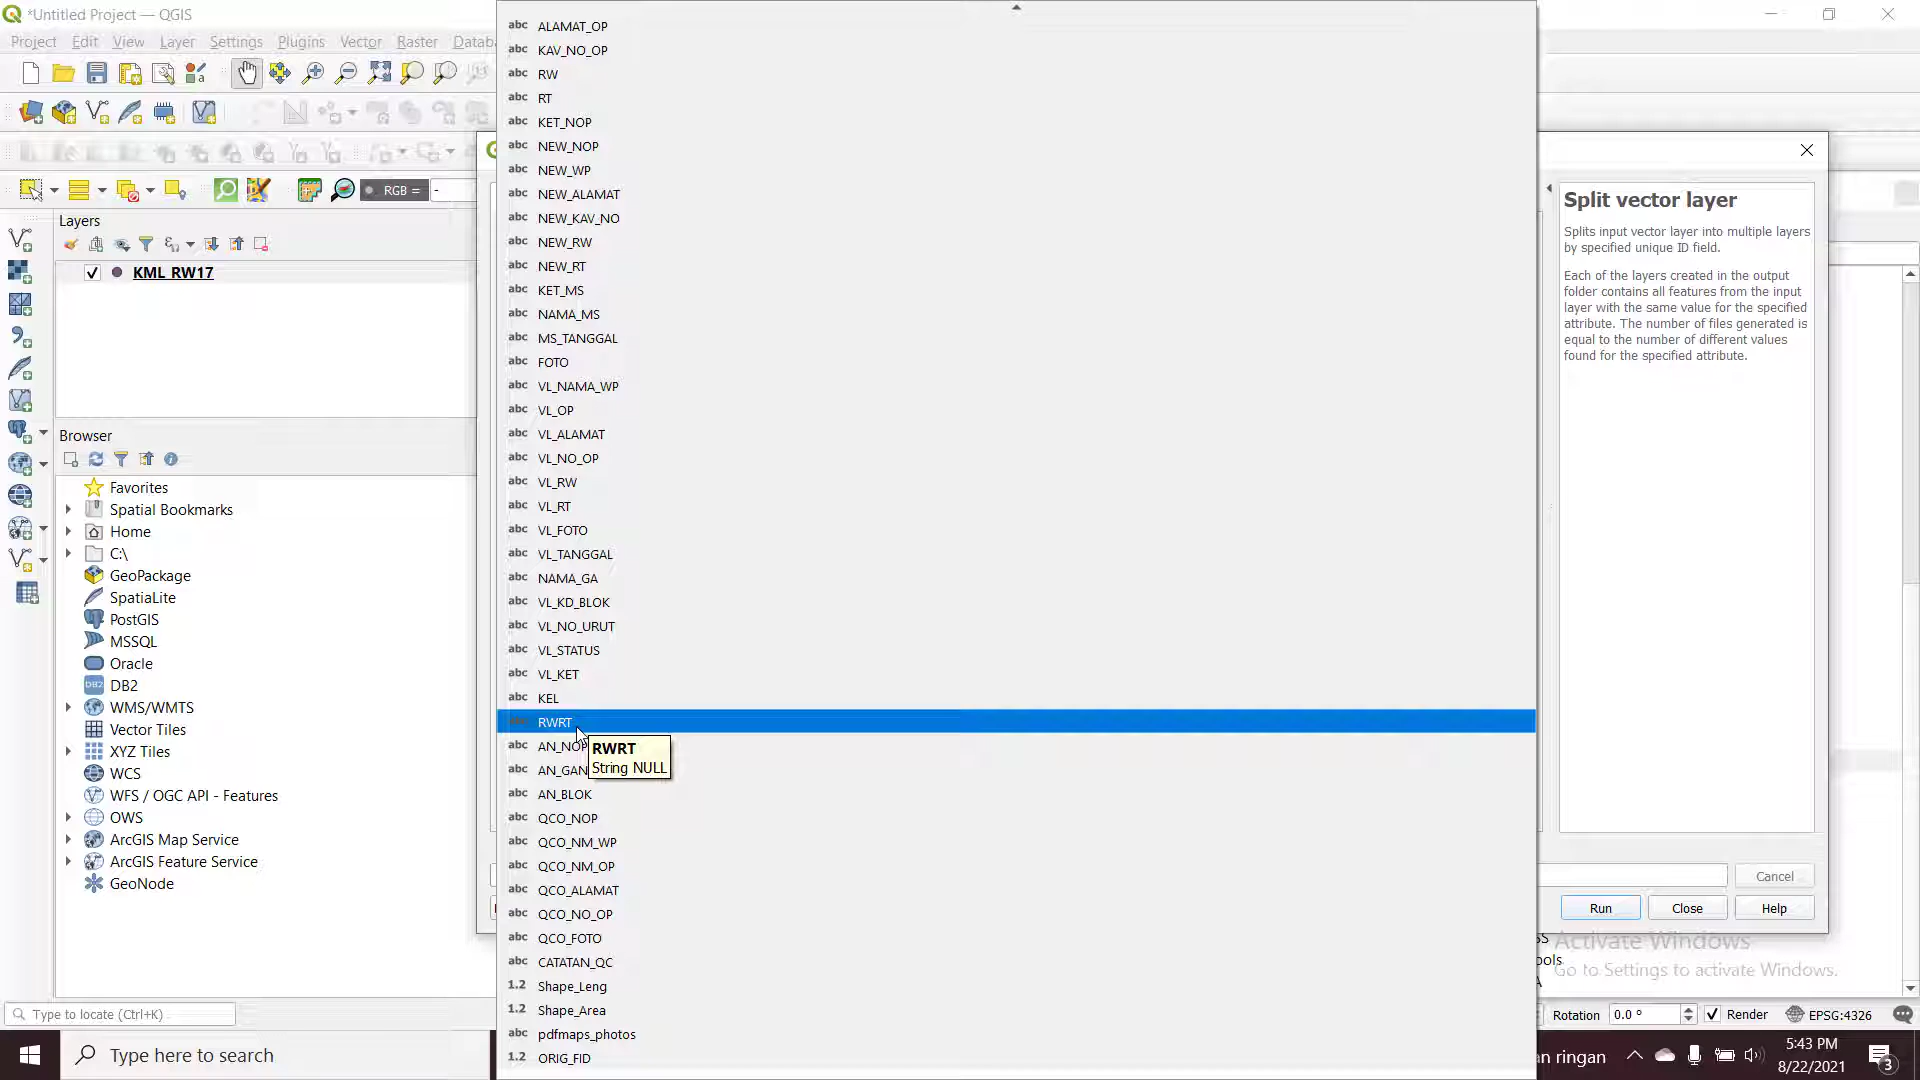 *Untitled Project — QGIS
Project Edit View Layer Settings Plugins Vector Raster
RGB = -
Layers
KML RW17
Browser
Favorites
Spatial Bookmarks
Home
C:\
GeoPackage
SpatiaLite
PostGIS
MSSQL
Oracle
DB2
WMS/WMTS
Vector Tiles
XYZ Tiles
WCS
WFS / OGC API - Features
OWS
ArcGIS Map Service
ArcGIS Feature Service
GeoNode
Type to locate (Ctrl+K)
abc ALAMAT_OP
abc KAV_NO_OP
abc RW
abc RT
abc KET_NOP
abc NEW_NOP
abc NEW_WP
abc NEW_ALAMAT
abc NEW_KAV_NO
abc NEW_RW
abc NEW_RT
abc KET_MS
abc NAMA_MS
abc MS_TANGGAL
abc FOTO
abc VL_NAMA_WP
abc VL_OP
abc VL_ALAMAT
abc VL_NO_OP
abc VL_RW
abc VL_RT
abc VL_FOTO
abc VL_TANGGAL
abc NAMA_GA
abc VL_KD_BLOK
abc VL_NO_URUT
abc VL_STATUS
abc VL_KET
abc KEL
abc RWRT
abc AN_NOP
abc AN_GAN
abc AN_BLOK
abc QCO_NOP
abc QCO_NM_WP
abc QCO_NM_OP
abc QCO_ALAMAT
abc QCO_NO_OP
abc QCO_FOTO
abc CATATAN_QC
1.2 Shape_Leng
1.2 Shape_Area
abc pdfmaps_photos
1.2 ORIG_FID
RWRT
String NULL
Split vector layer
Splits input vector layer into multiple layers
by specified unique ID field.
Each of the layers created in the output
folder contains all features from the input
layer with the same value for the specified
attribute. The number of files generated is
equal to the number of different values
found for the specified attribute.
Cancel
Run Close Help
Activate Windows
Go to Settings to activate Windows.
Rotation 0.0 ° Render EPSG:4326
Type here to search
ringan
5:43 PM
8/22/2021
3